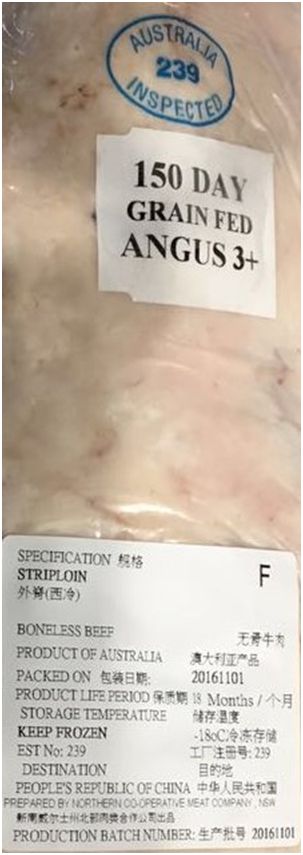 AUSTRALIA
239
INSPECTED
150 DAY
GRAIN FED
ANGUS 3+
SPECIFICATION 规格
STRIPLOIN F
外脊(西冷)
BONELESS BEEF 无骨牛肉
PRODUCT OF AUSTRALIA 澳大利亚产品
PACKED ON 包装日期: 20161101
PRODUCT LIFE PERIOD 保质期 18 Months / 个月
STORAGE TEMPERATURE 储存温度
KEEP FROZEN -18oC冷冻存储
EST No: 239 工厂注册号: 239
DESTINATION 目的地
PEOPLE'S REPUBLIC OF CHINA 中华人民共和国
PREPARED BY NORTHERN CO-OPERATIVE MEAT COMPANY , NSW
新南威尔士州北部肉类合作公司出品
PRODUCTION BATCH NUMBER: 生产批号 20161101